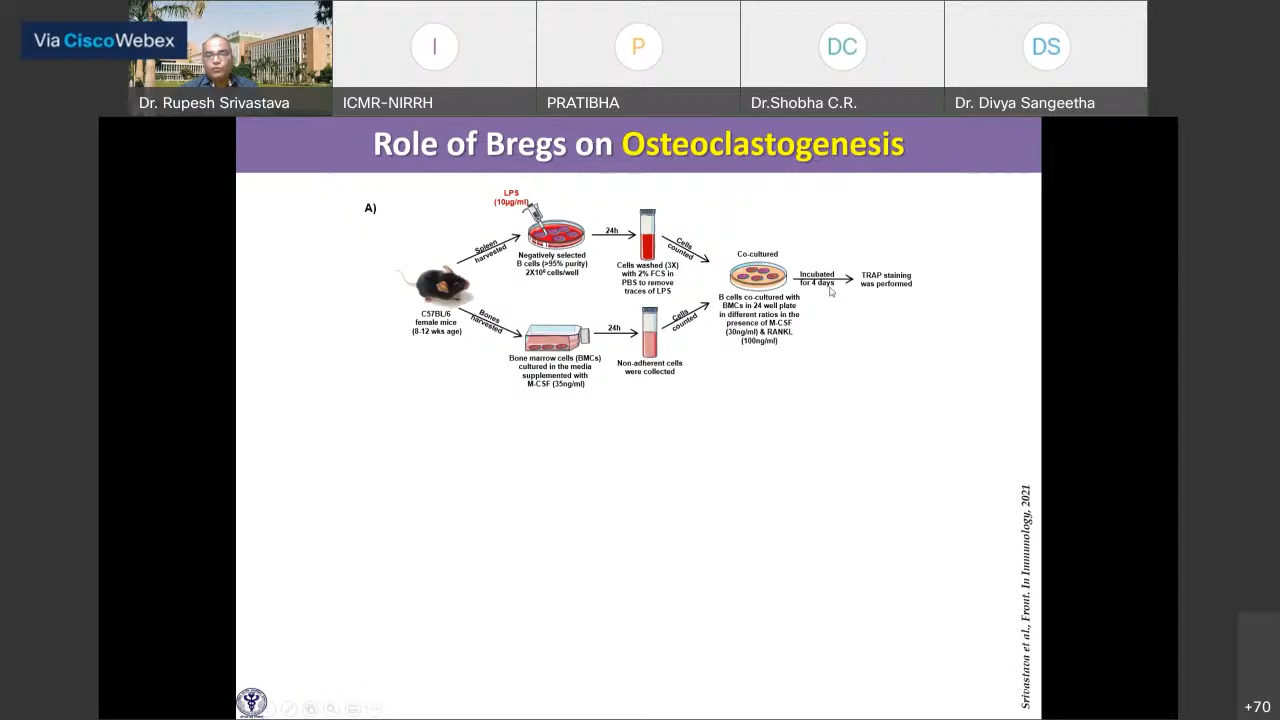 Via CiscoWebex
Dr. Rupesh Srivastava
I
ICMR-NIRRH
P
PRATIBHA
DC
Dr.Shobha C.R.
DS
Dr. Divya Sangeetha
Role of Bregs on Osteoclastogenesis
A)
LPS
(10µg/ml)
Spleen
harvested
Negatively selected
B cells (>95% purity)
2X10⁶ cells/well
24h
Cells washed (3X)
with 2% FCS in
PBS to remove
traces of LPS
Cells
counted
C57BL/6
female mice
(8-12 wks age)
Bones
harvested
Bone marrow cells (BMCs)
cultured in the media
supplemented with
M-CSF (35ng/ml)
24h
Non-adherent cells
were collected
Cells
counted
Co-cultured
B cells co-cultured with
BMCs in 24 well plate
in different ratios in the
presence of M-CSF
(30ng/ml) & RANKL
(100ng/ml)
Incubated
for 4 days
TRAP staining
was performed
Srivastava et al., Front. In Immunology, 2021
+70